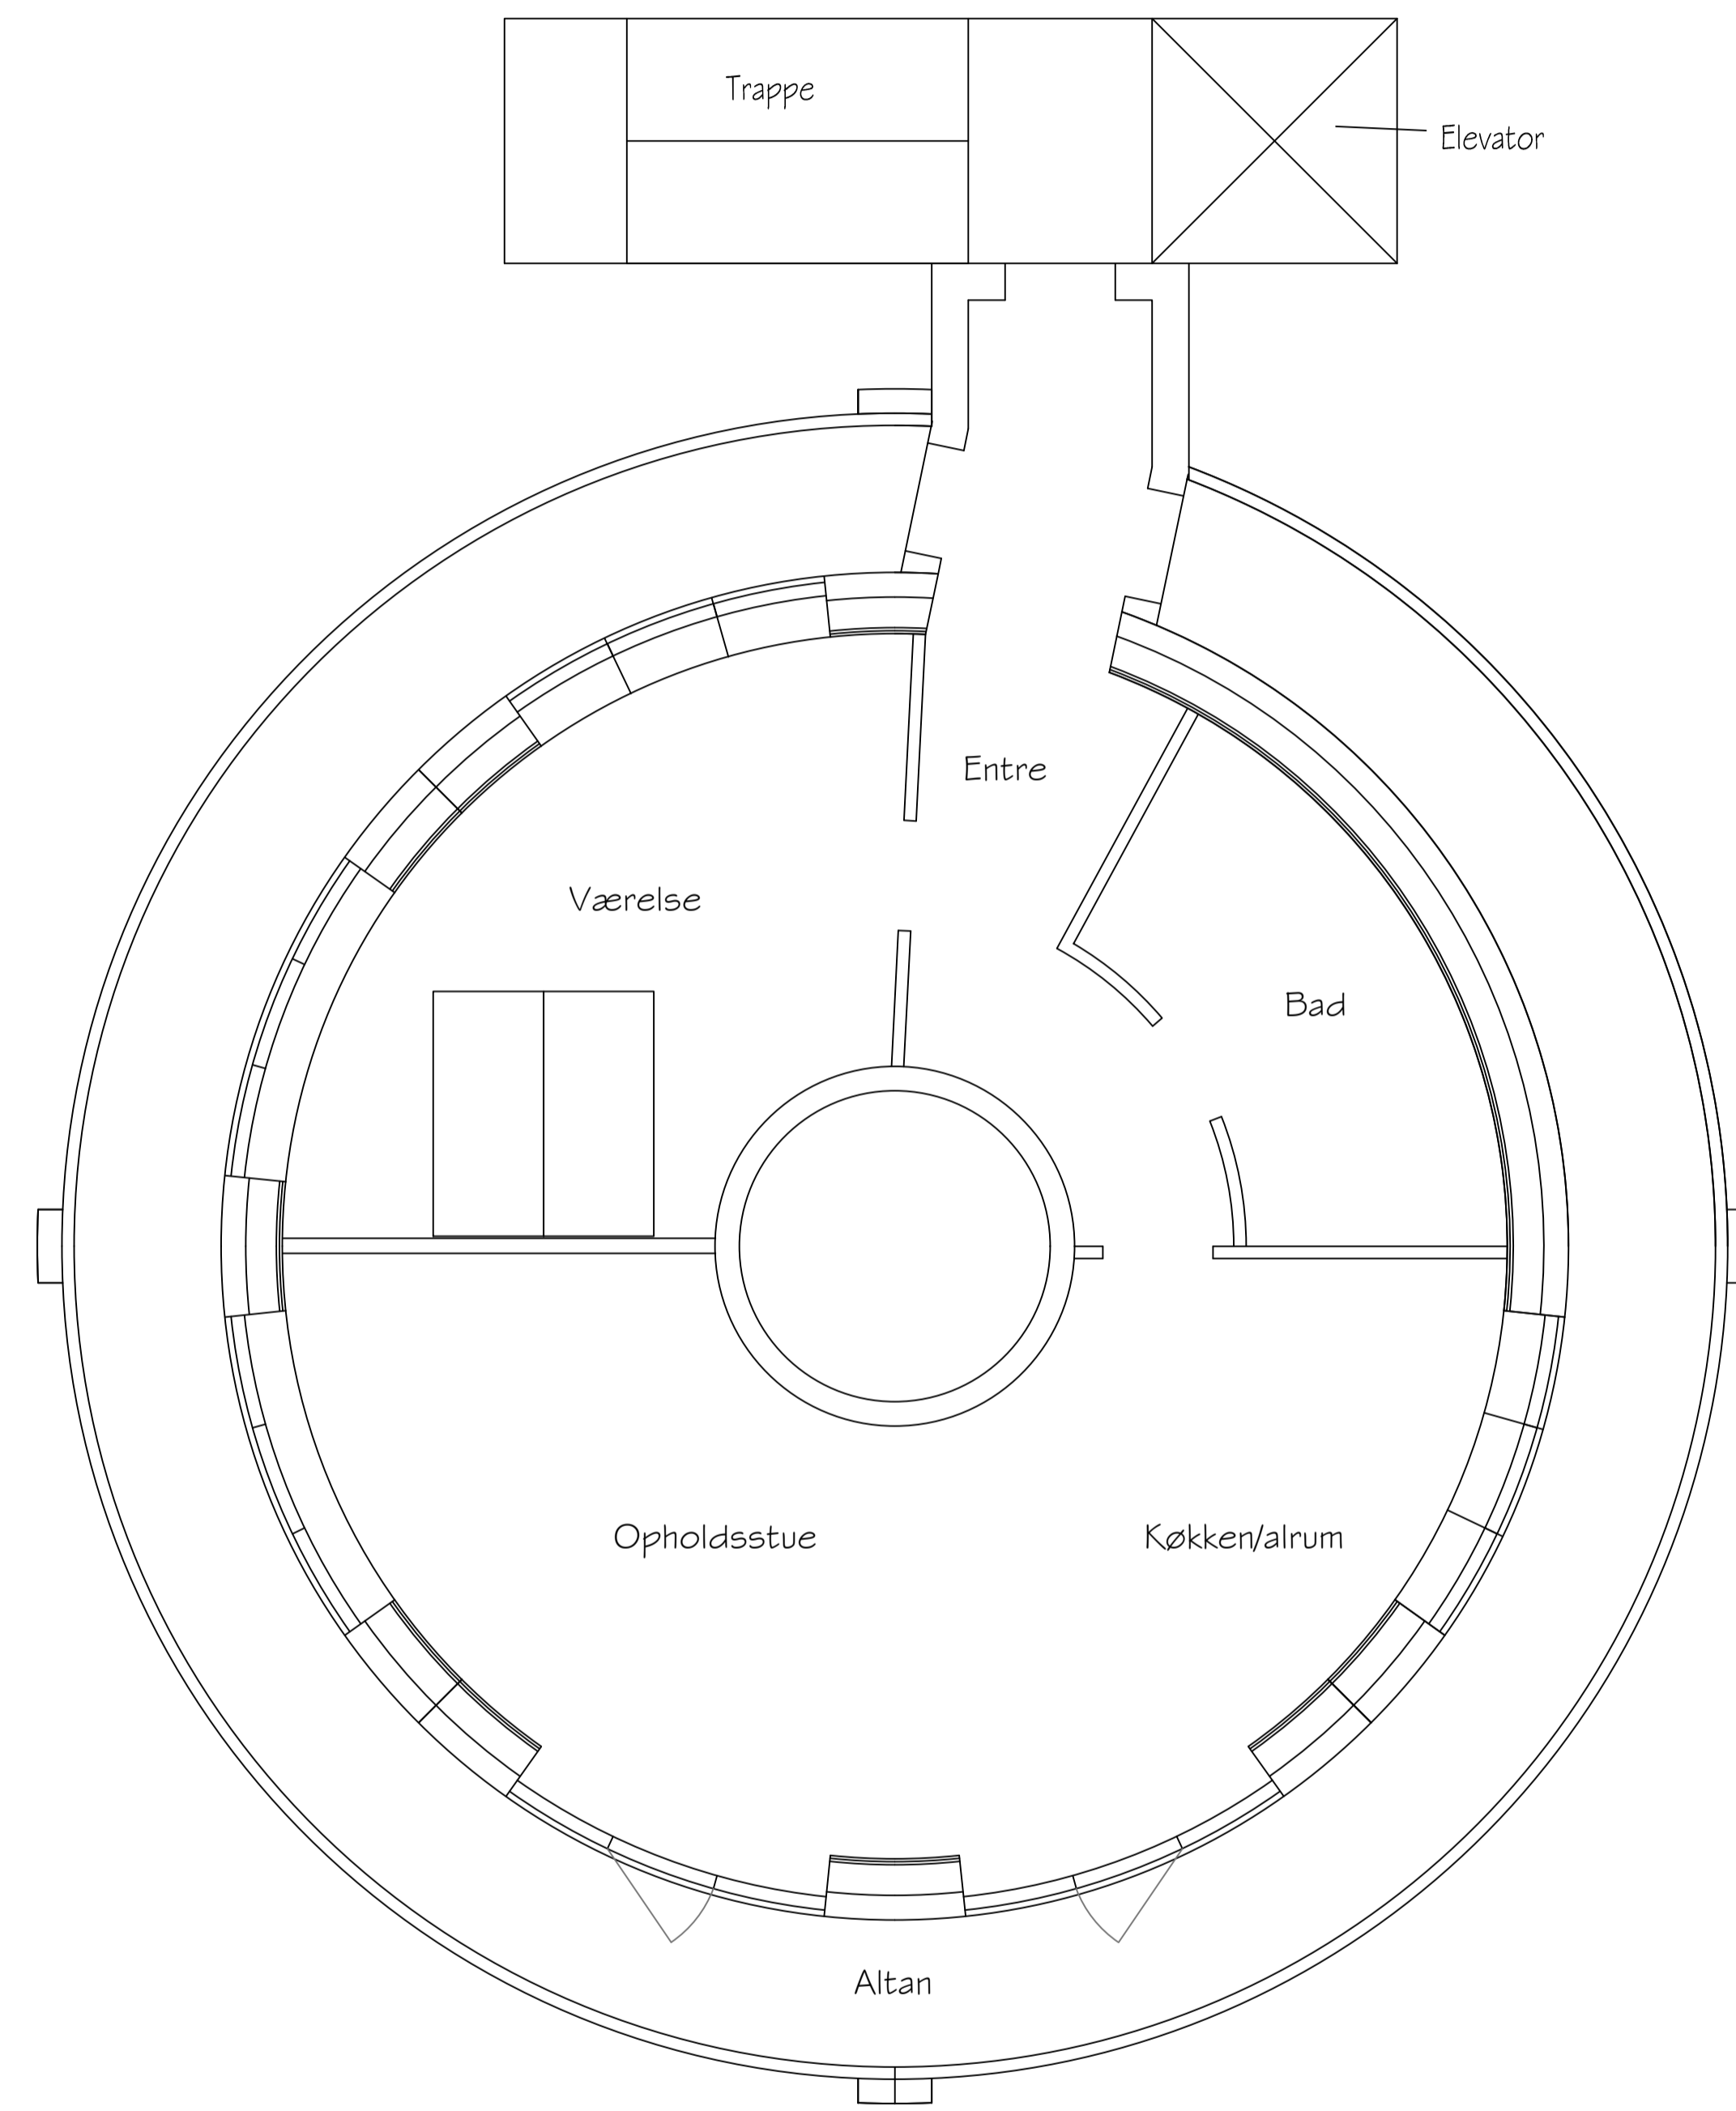 Trappe
Elevator
Entre
Værelse
Bad
Opholdsstue
Køkken/alrum
Altan